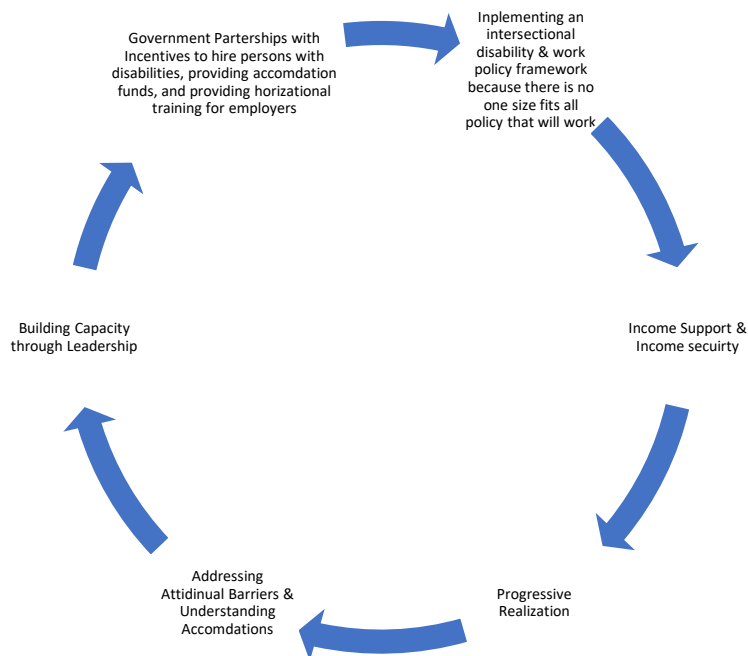 Government Parterships with
Incentives to hire persons with
disabilities, providing accomdation
funds, and providing horizational
training for employers
Inplementing an
intersectional
disability & work
policy framework
because there is no
one size fits all
policy that will work
Income Support &
Income secuirty
Progressive
Realization
Addressing
Attidinual Barriers &
Understanding
Accomdations
Building Capacity
through Leadership